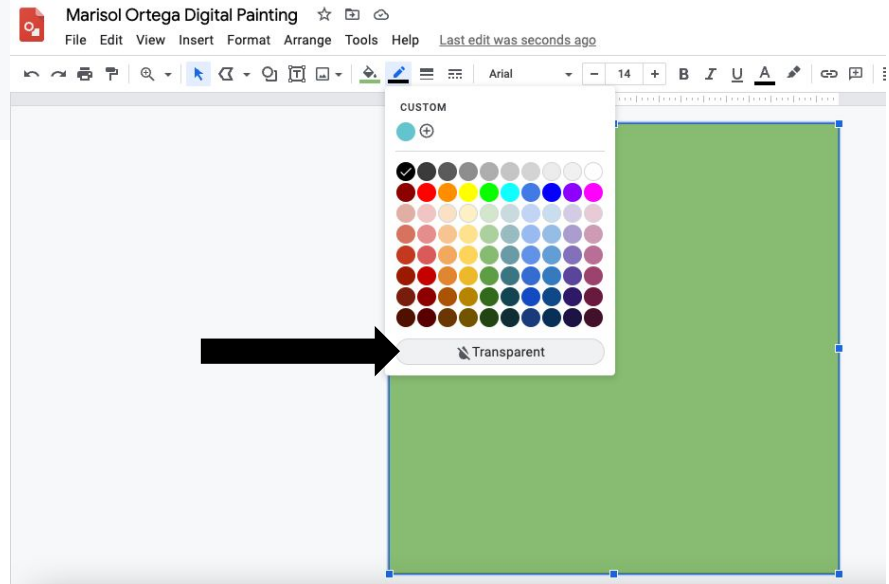 Marisol Ortega Digital Painting
File Edit View Insert Format Arrange Tools Help Last edit was seconds ago
Arial - 14 + B I U A
CUSTOM
Transparent